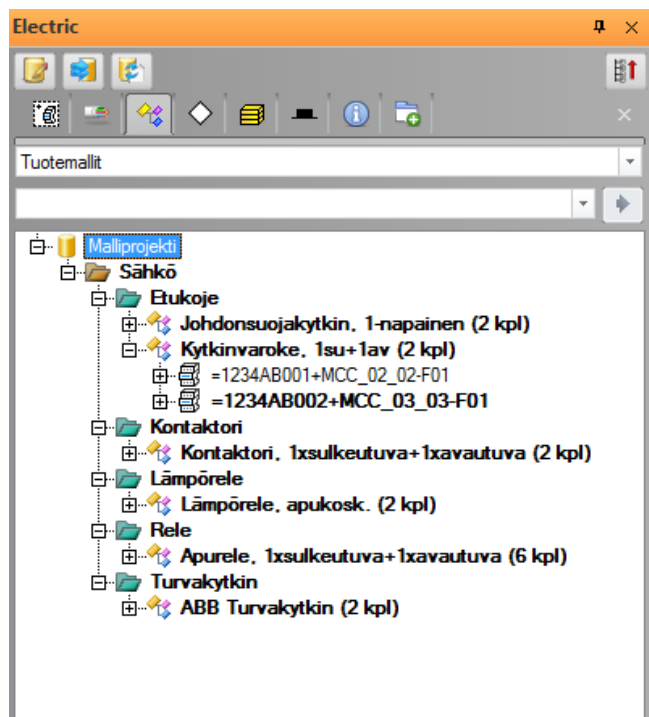 Electric
Tuotemallit
Malliprojekti
Sähkö
Etukoje
Johdonsuojakytkin, 1-napainen (2 kpl)
Kytkinvaroke, 1su+1av (2 kpl)
=1234AB001+MCC_02_02-F01
=1234AB002+MCC_03_03-F01
Kontaktori
Kontaktori, 1xsulkeutuva+1xavautuva (2 kpl)
Lämpörele
Lämpörele, apukosk. (2 kpl)
Rele
Apurele, 1xsulkeutuva+1xavautuva (6 kpl)
Turvakytkin
ABB Turvakytkin (2 kpl)